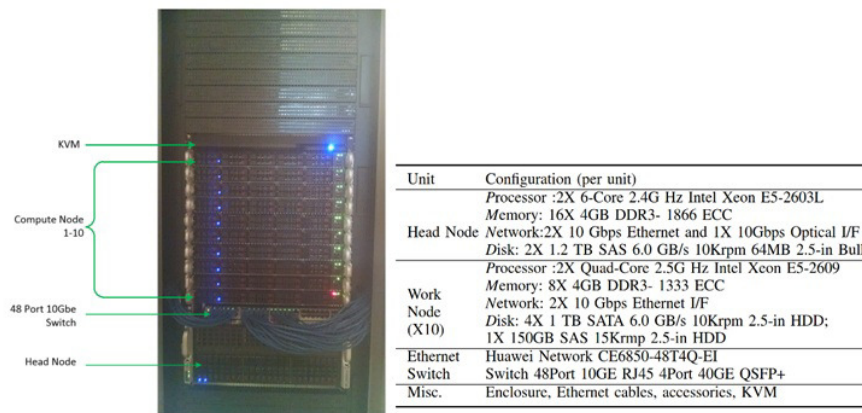 KVM
Compute Node
1-10
48 Port 10Gbe
Switch
Head Node
Unit Configuration (per unit)
Head Node
Processor :2X 6-Core 2.4G Hz Intel Xeon E5-2603L
Memory: 16X 4GB DDR3- 1866 ECC
Network:2X 10 Gbps Ethernet and 1X 10Gbps Optical I/F
Disk: 2X 1.2 TB SAS 6.0 GB/s 10Krpm 64MB 2.5-in Bull
Work
Node
(X10)
Processor :2X Quad-Core 2.5G Hz Intel Xeon E5-2609
Memory: 8X 4GB DDR3- 1333 ECC
Network: 2X 10 Gbps Ethernet I/F
Disk: 4X 1 TB SATA 6.0 GB/s 10Krpm 2.5-in HDD;
1X 150GB SAS 15Krmp 2.5-in HDD
Ethernet Huawei Network CE6850-48T4Q-EI
Switch Switch 48Port 10GE RJ45 4Port 40GE QSFP+
Misc. Enclosure, Ethernet cables, accessories, KVM